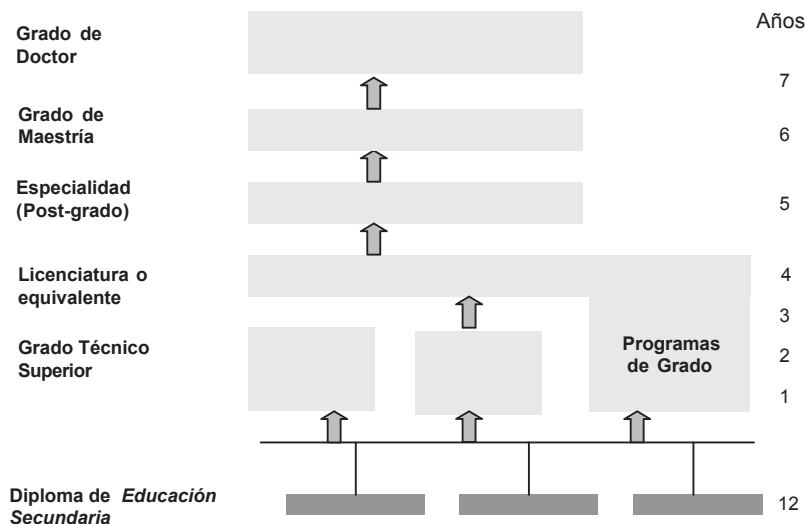 Años
Grado de
Doctor
7
Grado de
Maestría
6
Especialidad
(Post-grado)
5
Licenciatura o
equivalente
4
3
Grado Técnico
Superior
Programas
de Grado
2
1
Diploma de Educación
Secundaria
12